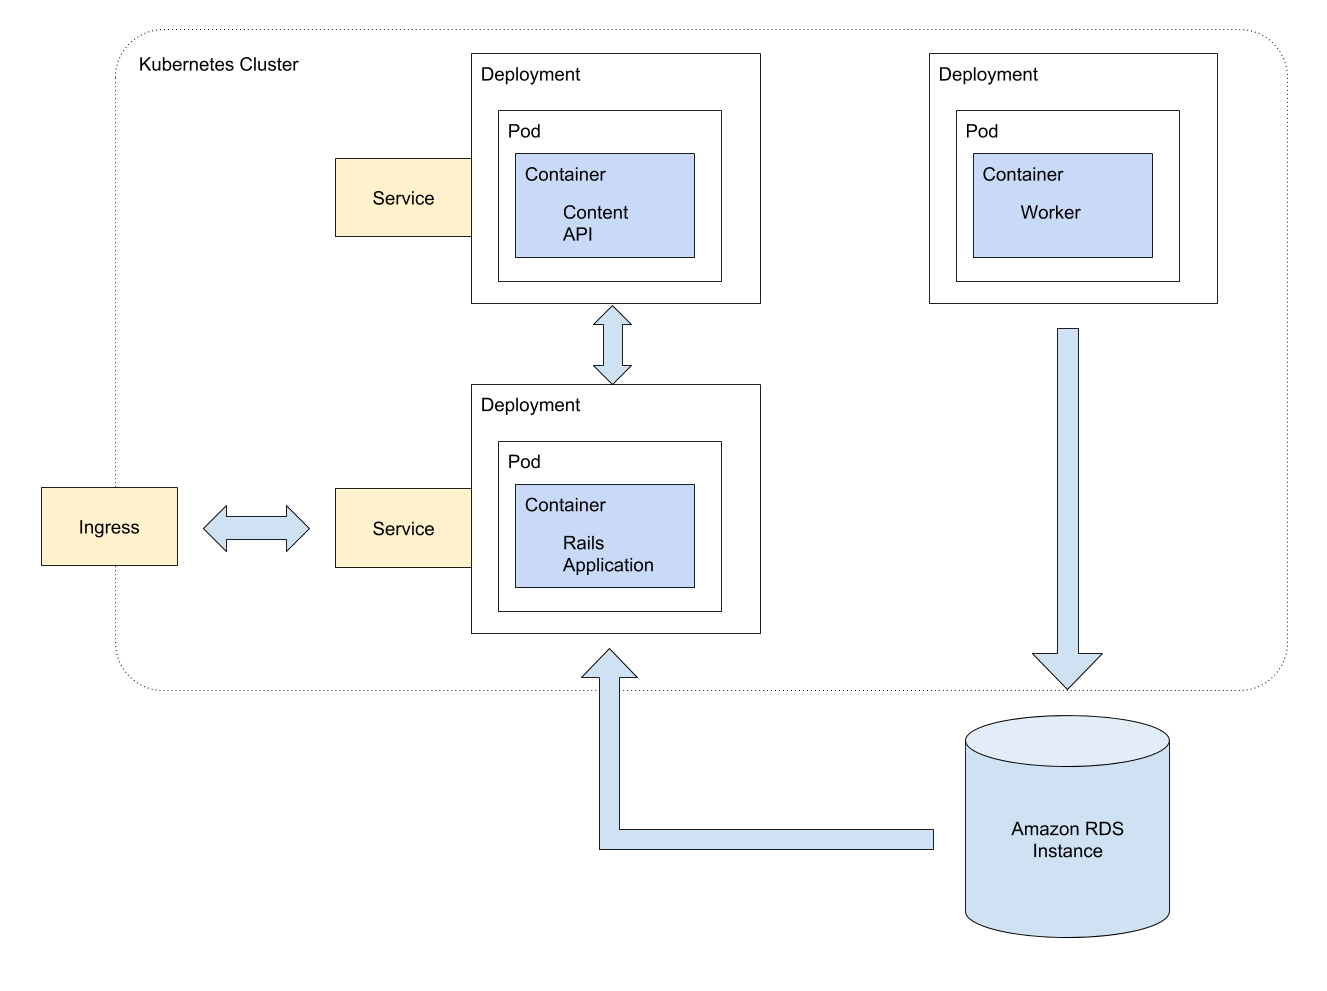 Kubernetes Cluster
Deployment
Pod
Container
Content
API
Service
Deployment
Pod
Container
Worker
Deployment
Pod
Container
Rails
Application
Service
Ingress
Amazon RDS
Instance